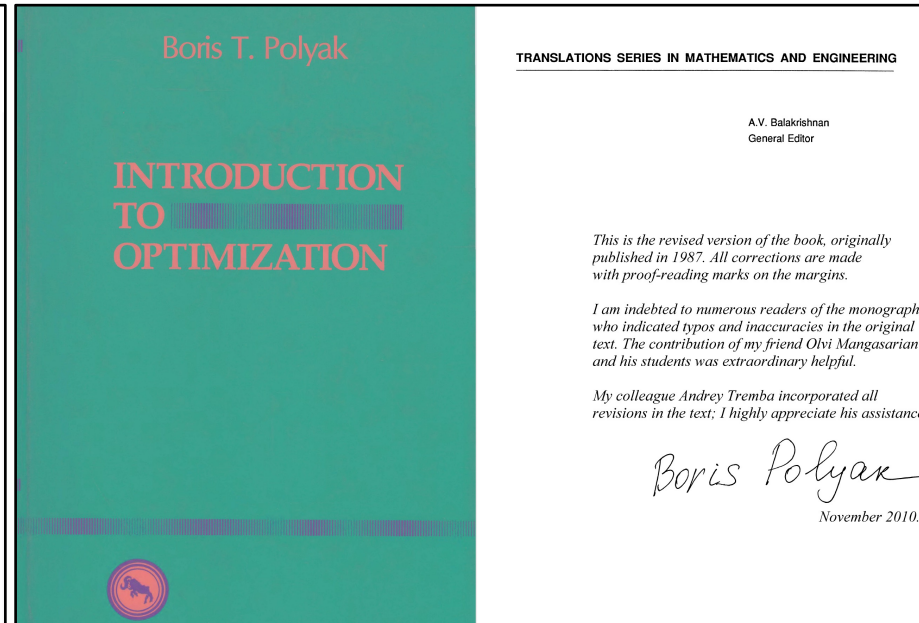 Boris T. Polyak
INTRODUCTION
TO
OPTIMIZATION
TRANSLATIONS SERIES IN MATHEMATICS AND ENGINEERING
A.V. Balakrishnan
General Editor
This is the revised version of the book, originally
published in 1987. All corrections are made
with proof-reading marks on the margins.
I am indebted to numerous readers of the monograph
who indicated typos and inaccuracies in the original
text. The contribution of my friend Olvi Mangasarian
and his students was extraordinary helpful.
My colleague Andrey Tremba incorporated all
revisions in the text; I highly appreciate his assistance
Boris Polyak
November 2010.